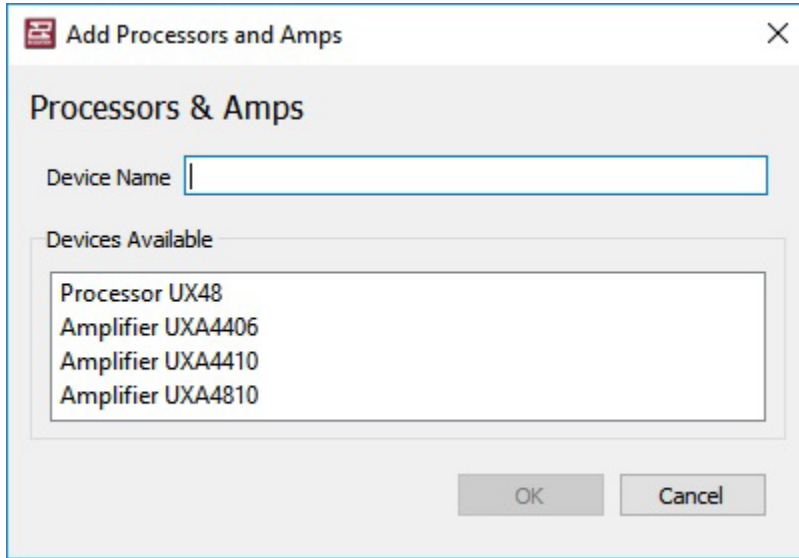 Add Processors and Amps
Processors & Amps
Device Name
Devices Available
Processor UX48
Amplifier UXA4406
Amplifier UXA4410
Amplifier UXA4810
OK
Cancel